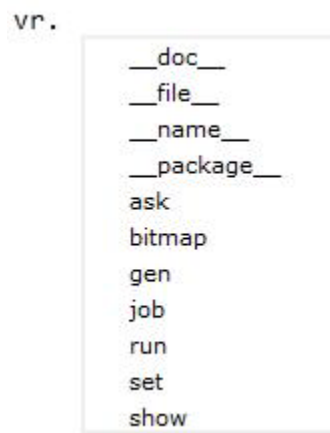 vr.
__doc__
__file__
__name__
__package__
ask
bitmap
gen
job
run
set
show